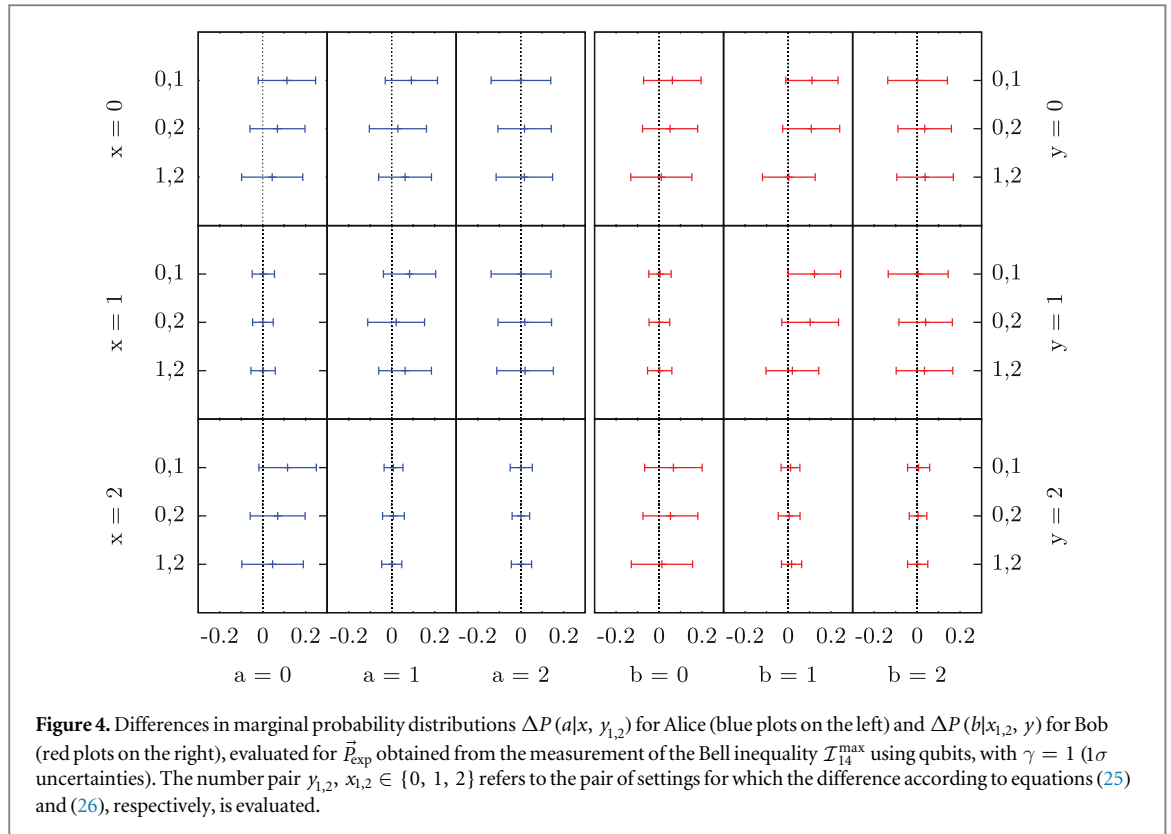 x = 0
0,1
0,2
1,2
0,1
0,2
1,2
y = 0
x = 1
0,1
0,2
1,2
0,1
0,2
1,2
y = 1
x = 2
0,1
0,2
1,2
0,1
0,2
1,2
y = 2
-0.2 0 0.2 -0.2 0 0.2 -0.2 0 0.2 -0.2 0 0.2 -0.2 0 0.2 -0.2 0 0.2
a = 0 a = 1 a = 2 b = 0 b = 1 b = 2
Figure 4. Differences in marginal probability distributions ΔP (a|x, y₁,₂) for Alice (blue plots on the left) and ΔP (b|x₁,₂, y) for Bob
(red plots on the right), evaluated for P⃗exp obtained from the measurement of the Bell inequality ℐ₁₄ᵐᵃˣ using qubits, with γ = 1 (1σ
uncertainties). The number pair y₁,₂, x₁,₂ ∈ {0, 1, 2} refers to the pair of settings for which the difference according to equations (25)
and (26), respectively, is evaluated.